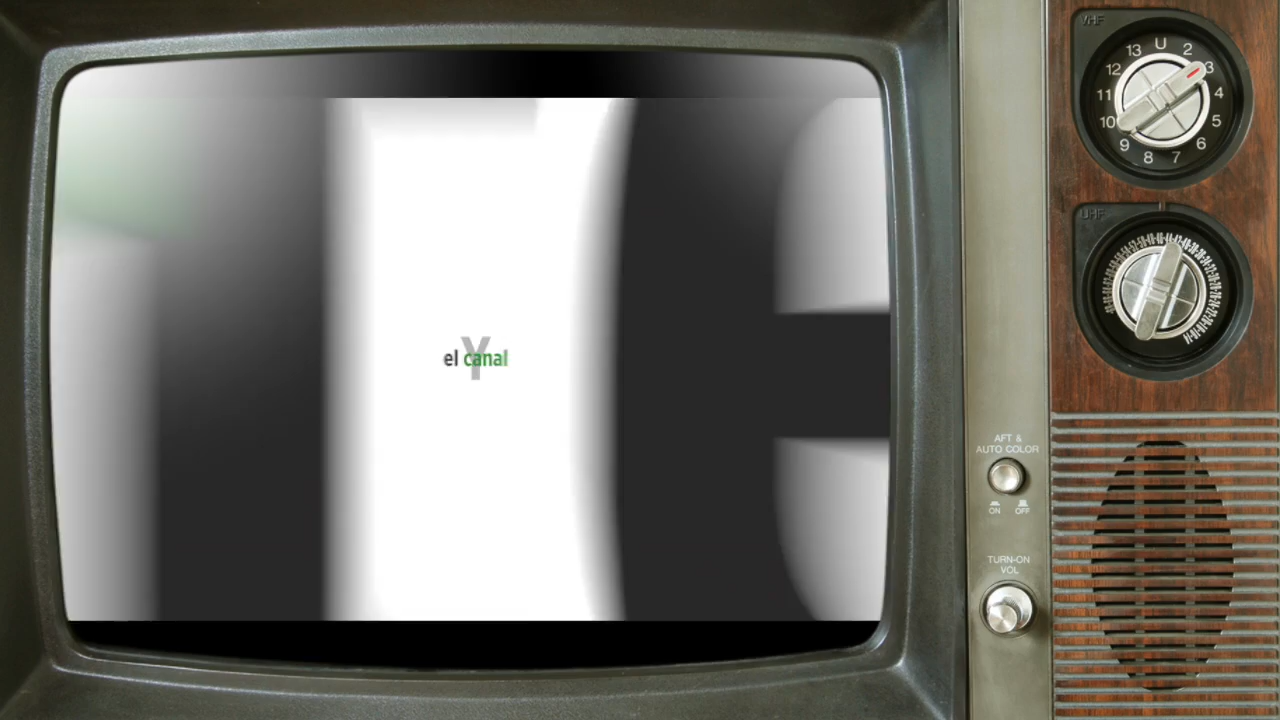 el canal
Y
VHF
U
2
3
4
5
6
7
8
9
10
11
12
13
UHF
AFT &
AUTO COLOR
ON OFF
TURN-ON
VOL